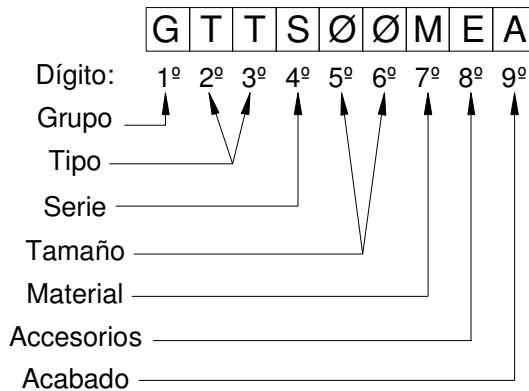 G T T S Ø Ø M E A
Dígito: 1º 2º 3º 4º 5º 6º 7º 8º 9º
Grupo
Tipo
Serie
Tamaño
Material
Accesorios
Acabado